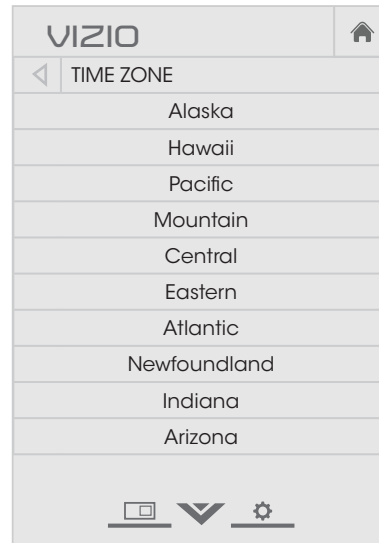 VIZIO
TIME ZONE
Alaska
Hawaii
Pacific
Mountain
Central
Eastern
Atlantic
Newfoundland
Indiana
Arizona